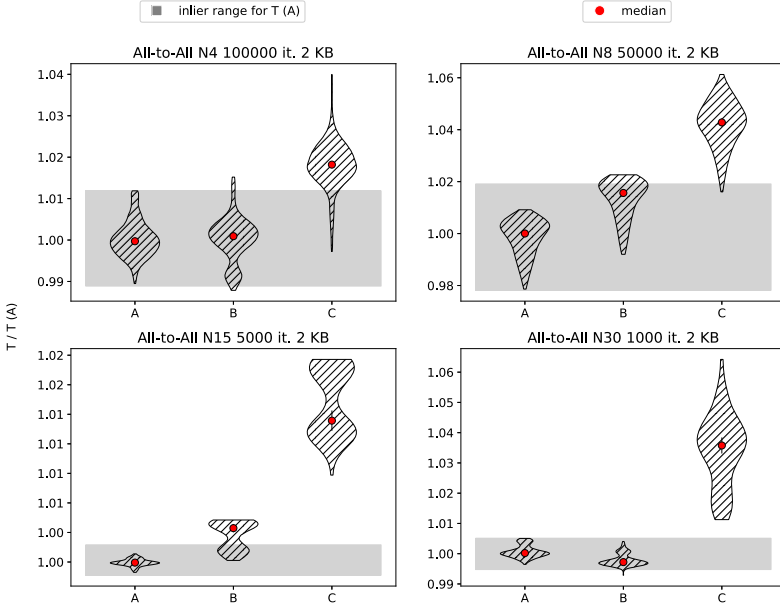 inlier range for T (A)
median
All-to-All N4 100000 it. 2 KB
1.04
1.02
1.01
1.00
0.99
A B C
All-to-All N8 50000 it. 2 KB
1.06
1.04
1.02
1.00
0.98
A B C
T / T (A)
All-to-All N15 5000 it. 2 KB
1.02
1.02
1.01
1.01
1.01
1.00
1.00
A B C
All-to-All N30 1000 it. 2 KB
1.06
1.05
1.04
1.03
1.02
1.01
1.00
0.99
A B C